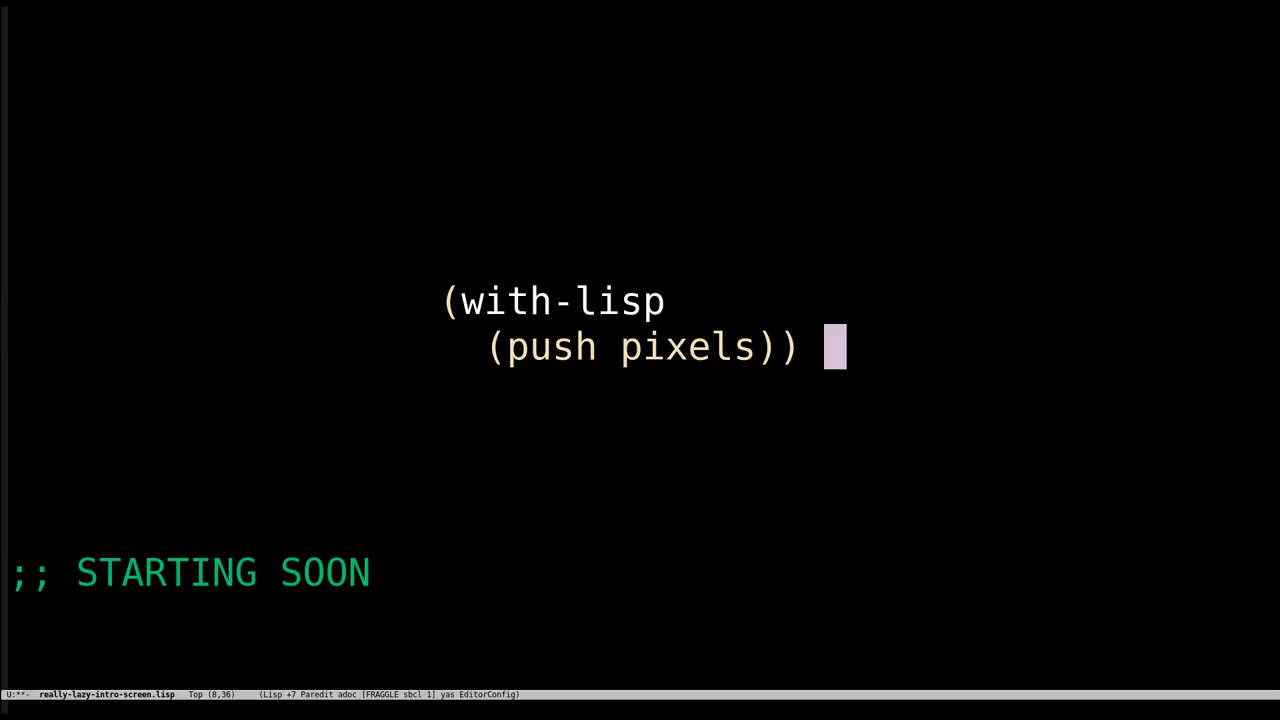 (with-lisp
(push pixels))
;; STARTING SOON
U:**- really-lazy-intro-screen.lisp Top (8,36) (Lisp +7 Paredit adoc [FRAGGLE sbcl 1] yas EditorConfig)